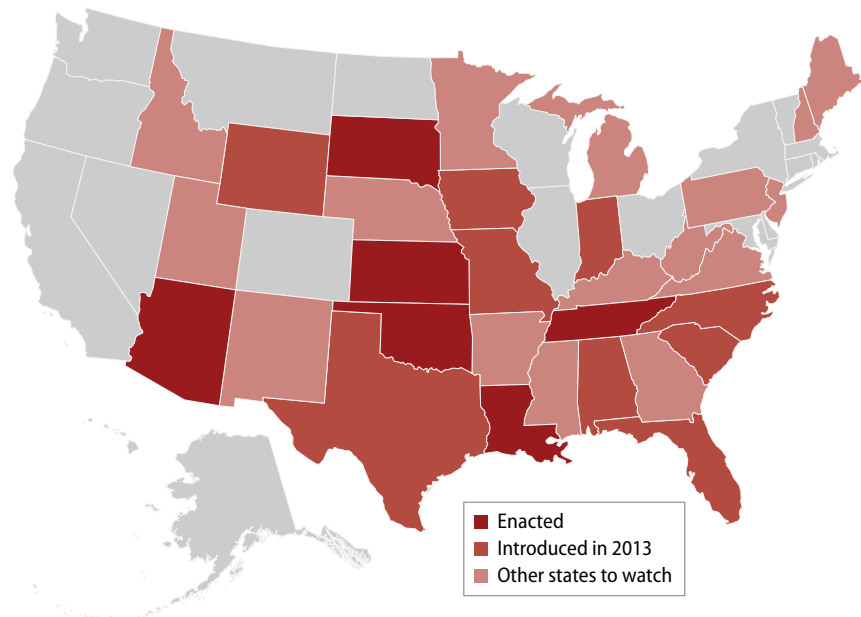 Enacted
Introduced in 2013
Other states to watch